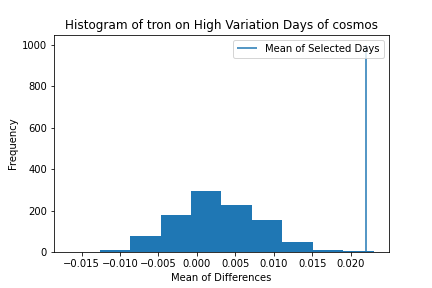 Histogram of tron on High Variation Days of cosmos
Mean of Selected Days
Frequency
1000
800
600
400
200
0
−0.015 −0.010 −0.005 0.000 0.005 0.010 0.015 0.020
Mean of Differences